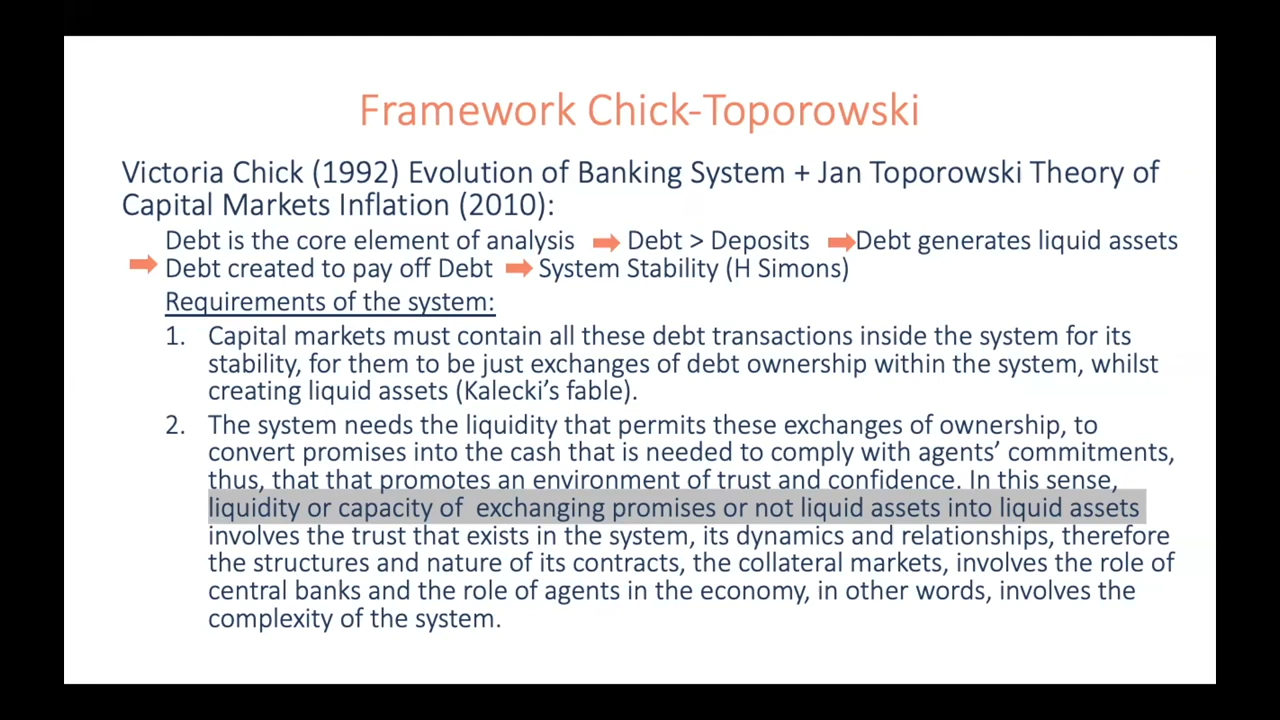 Framework Chick-Toporowski
Victoria Chick (1992) Evolution of Banking System + Jan Toporowski Theory of
Capital Markets Inflation (2010):
Debt is the core element of analysis Debt > Deposits Debt generates liquid assets
Debt created to pay off Debt System Stability (H Simons)
Requirements of the system:
1. Capital markets must contain all these debt transactions inside the system for its
stability, for them to be just exchanges of debt ownership within the system, whilst
creating liquid assets (Kalecki's fable).
2. The system needs the liquidity that permits these exchanges of ownership, to
convert promises into the cash that is needed to comply with agents' commitments,
thus, that that promotes an environment of trust and confidence. In this sense,
liquidity or capacity of exchanging promises or not liquid assets into liquid assets
involves the trust that exists in the system, its dynamics and relationships, therefore
the structures and nature of its contracts, the collateral markets, involves the role of
central banks and the role of agents in the economy, in other words, involves the
complexity of the system.